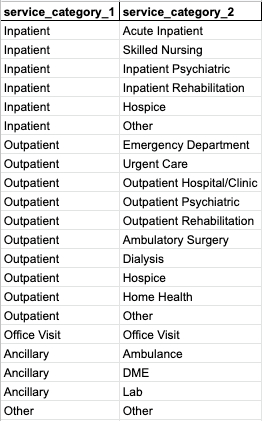 service_category_1 service_category_2
Inpatient Acute Inpatient
Inpatient Skilled Nursing
Inpatient Inpatient Psychiatric
Inpatient Inpatient Rehabilitation
Inpatient Hospice
Inpatient Other
Outpatient Emergency Department
Outpatient Urgent Care
Outpatient Outpatient Hospital/Clinic
Outpatient Outpatient Psychiatric
Outpatient Outpatient Rehabilitation
Outpatient Ambulatory Surgery
Outpatient Dialysis
Outpatient Hospice
Outpatient Home Health
Outpatient Other
Office Visit Office Visit
Ancillary Ambulance
Ancillary DME
Ancillary Lab
Other Other